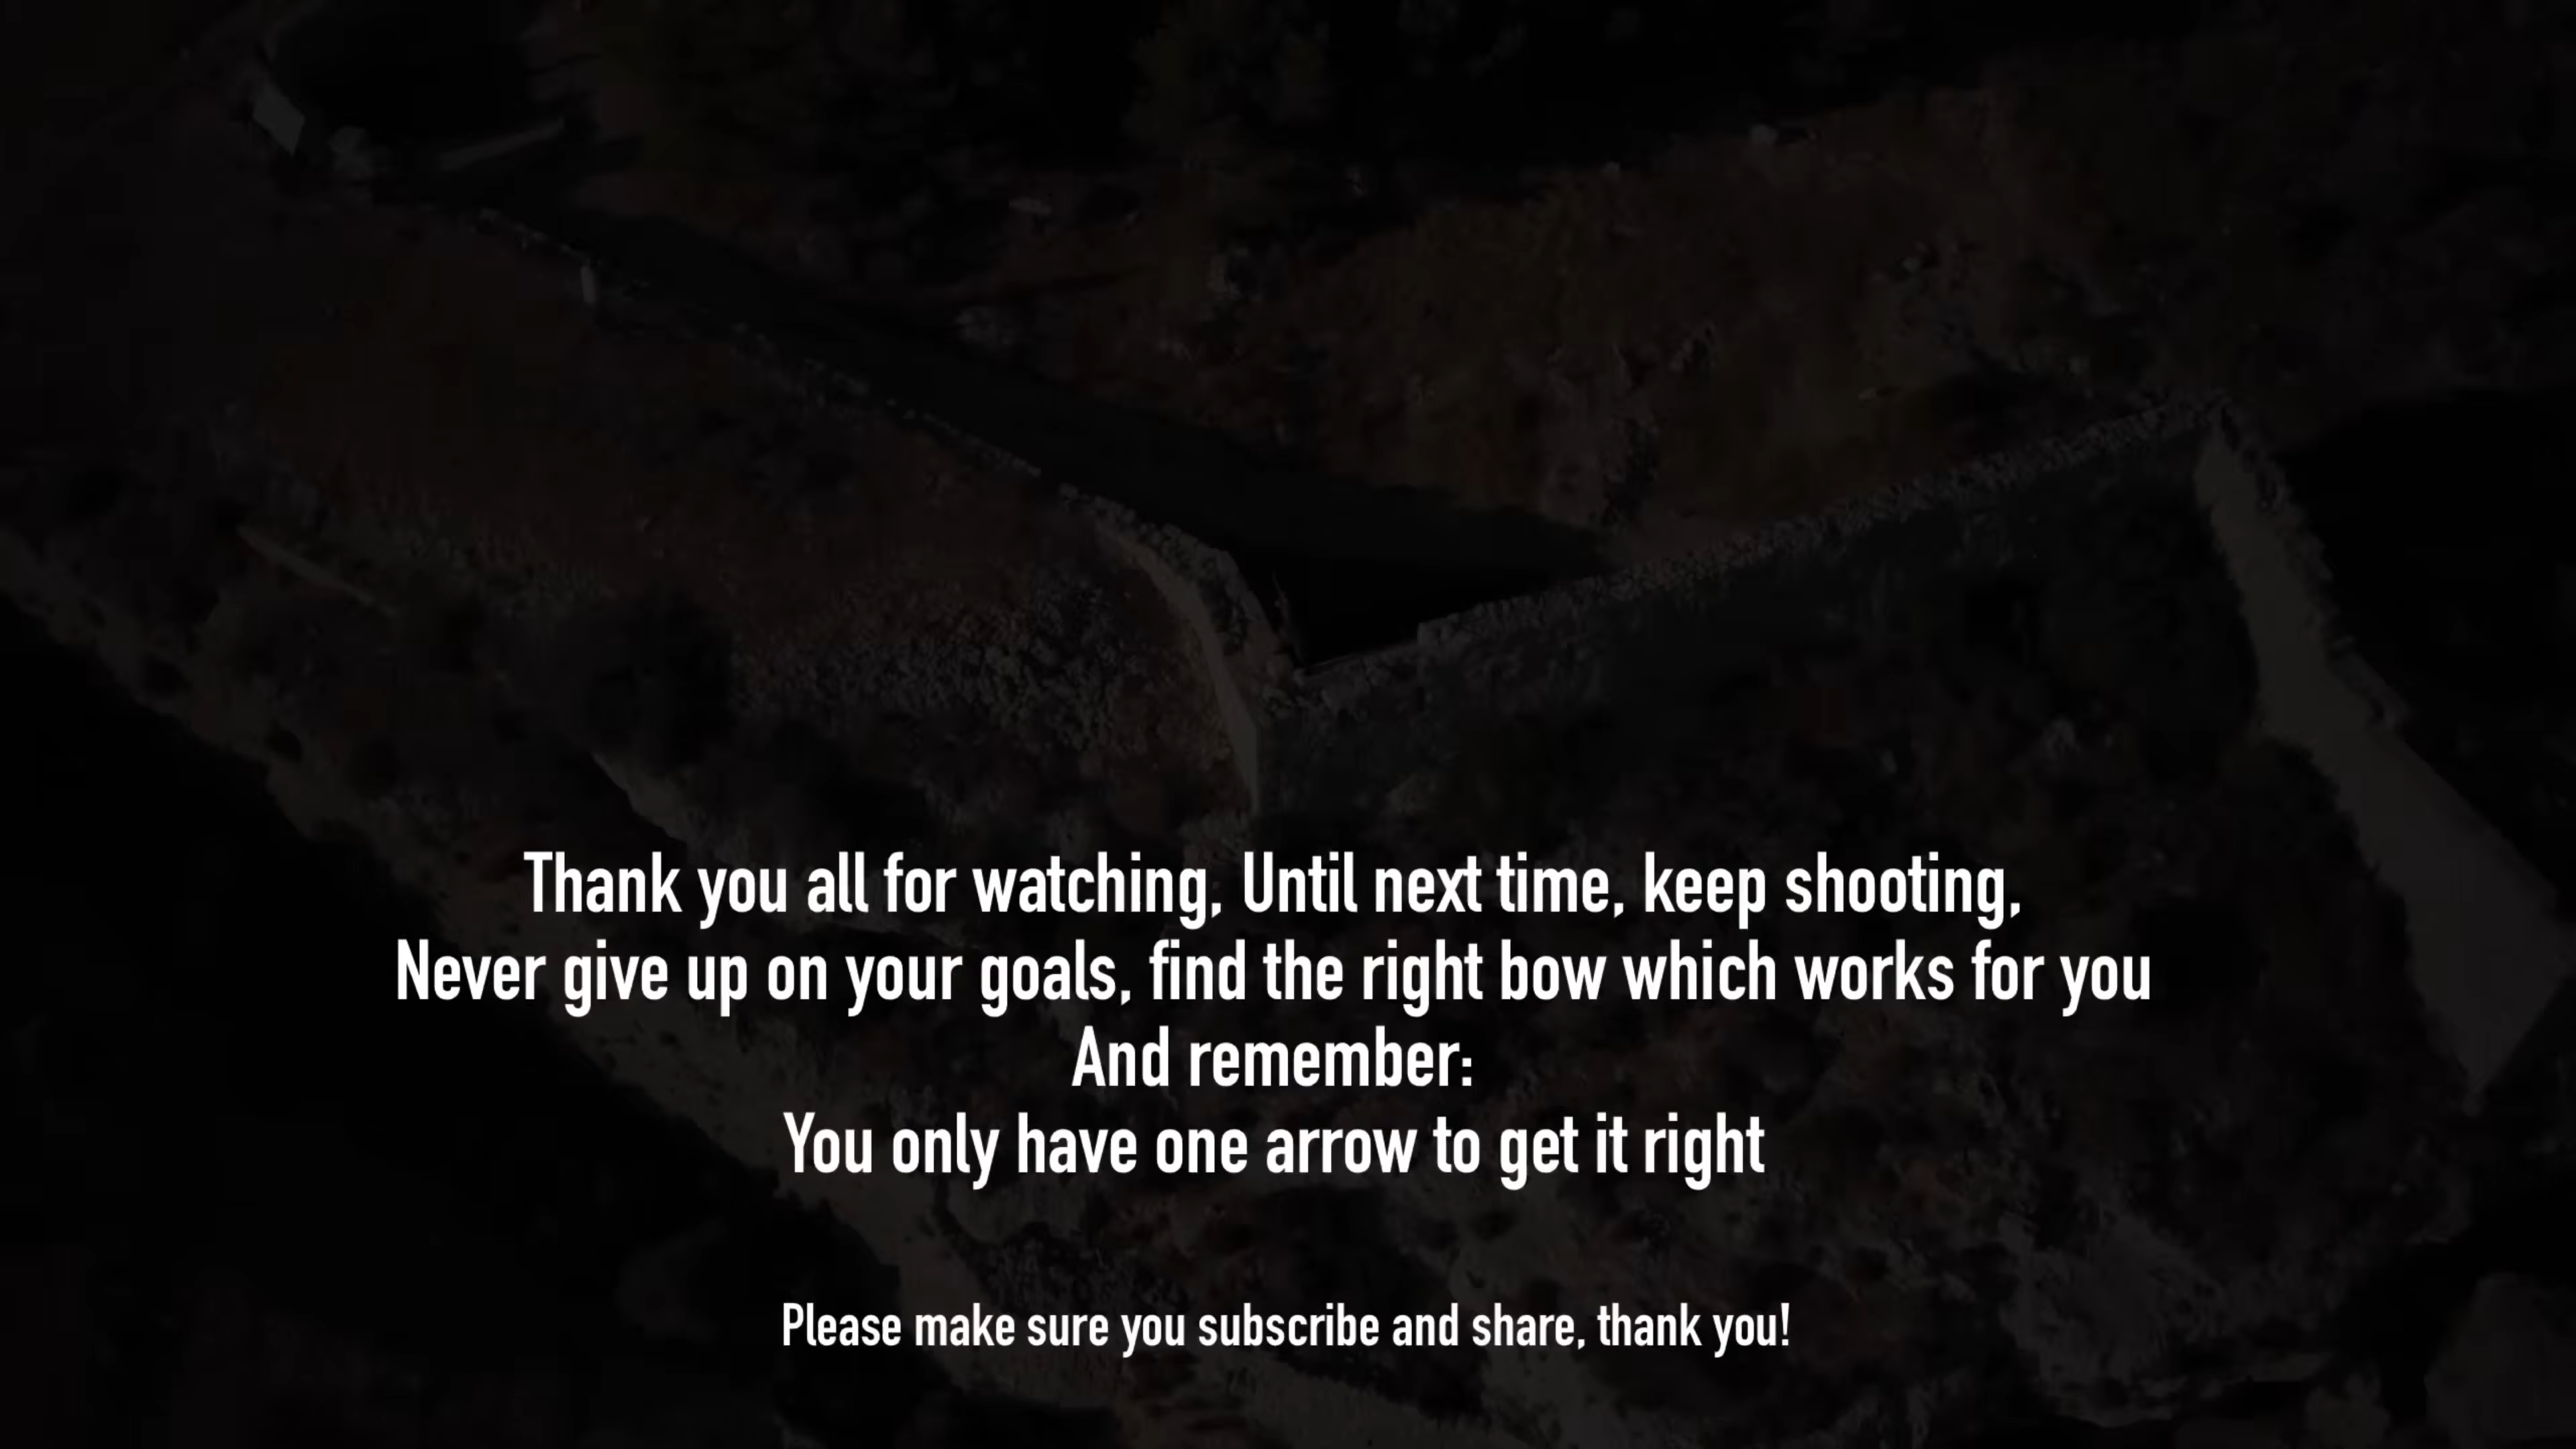 Thank you all for watching, Until next time, keep shooting,
Never give up on your goals, find the right bow which works for you
And remember:
You only have one arrow to get it right
Please make sure you subscribe and share, thank you!